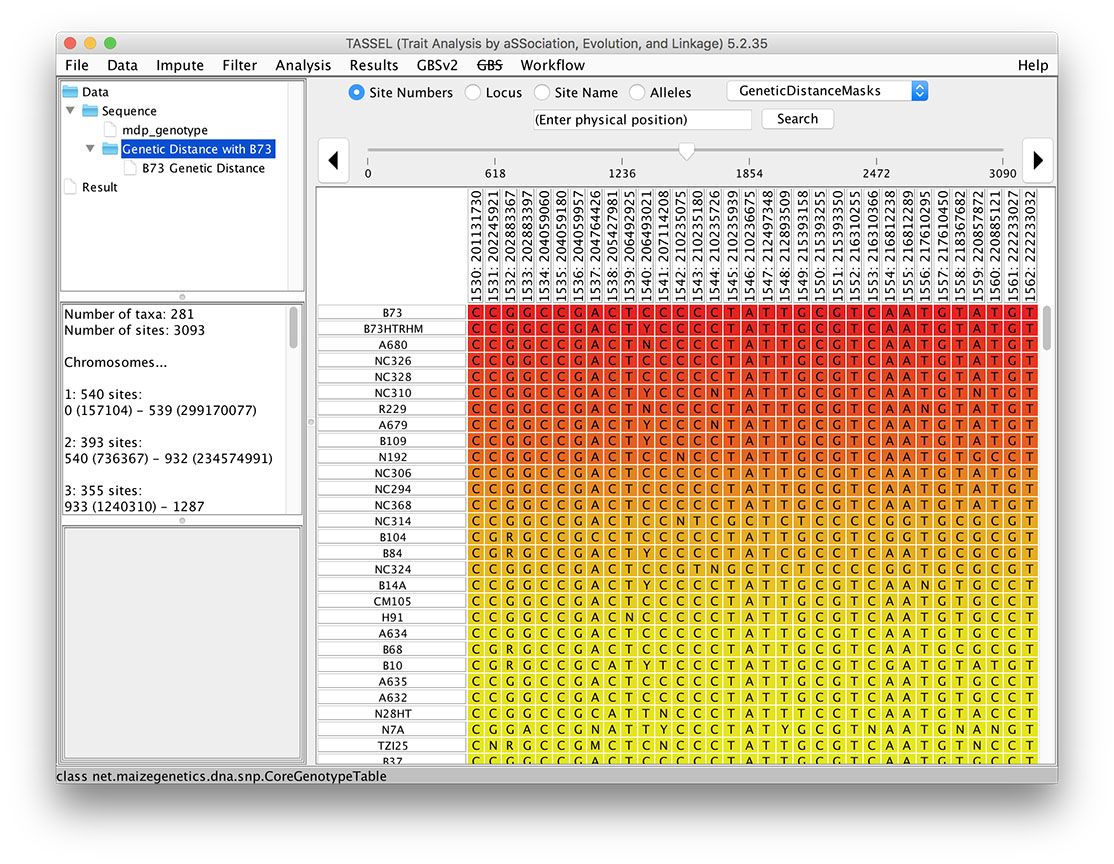 TASSEL (Trait Analysis by aSSociation, Evolution, and Linkage) 5.2.35
File Data Impute Filter Analysis Results GBSv2 GBS Workflow Help
Data
Sequence
mdp_genotype
Genetic Distance with B73
B73 Genetic Distance
Result
Number of taxa: 281
Number of sites: 3093
Chromosomes...
1: 540 sites:
0 (157104) – 539 (299170077)
2: 393 sites:
540 (736367) – 932 (234574991)
3: 355 sites:
933 (1240310) – 1287
Site Numbers Locus Site Name Alleles GeneticDistanceMasks
(Enter physical position) Search
0 618 1236 1854 2472 3090
1530: 201131730
1531: 202245921
1532: 202883367
1533: 202883397
1534: 204059060
1535: 204059180
1536: 204059957
1537: 204764426
1538: 205427981
1539: 206492925
1540: 206493021
1541: 207114208
1542: 210235075
1543: 210235180
1544: 210235726
1545: 210235939
1546: 210236675
1547: 212497348
1548: 212893509
1549: 215393158
1550: 215393255
1551: 215393350
1552: 216310255
1553: 216310366
1554: 216812238
1555: 216812289
1556: 217610295
1557: 217610450
1558: 218367682
1559: 220857872
1560: 220885121
1561: 222233027
1562: 222233032
B73 C C G G C C G A C T C C C C C T A T T G C G T C A A T G T A T G T
B73HTRHM C C G G C C G A C T Y C C C C T A T T G C G T C A A T G T A T G T
A680 C C G G C C G A C T N C C C C T A T T G C G T C A A T G T A T G T
NC326 C C G G C C G A C T C C C C C T A T T G C G T C A A T G T A T G T
NC328 C C G G C C G A C T C C C C C T A T T G C G T C A A T G T A T G T
NC310 C C G G C C G A C T Y C C C N T A T T G C G T C A A T G T N T G T
R229 C C G G C C G A C T N C C C C T A T T G C G T C A A N G T A T G T
A679 C C G G C C G A C T Y C C C N T A T T G C G T C A A T G T A T G T
B109 C C G G C C G A C T Y C C C C T A T T G C G T C A A T G T A T G T
N192 C C G G C C G A C T C C N C C T A T T G C G T C A A T G T G C C T
NC306 C C G G C C G A C T C C C C C T A T T G C G T C A A T G T A T G T
NC294 C C G G C C G A C T C C C C C T A T T G C G T C A A T G T A T G T
NC368 C C G G C C G A C T C C C C C T A T T G C G T C A A T G T A T G T
NC314 C C G G C C G A C T C C N T C G C T C T C C C C G G T G C G C G T
B104 C G R G C C G C C T C C C C C T A T T G C G T C G G T G C G C G T
B84 C G R G C C G A C T Y C C C C T A T C G C C T C A A T G C G C G T
NC324 C C G G C C G A C T C C G T N G C T C T C C C C G G T G C G C G T
B14A C C G G C C G A C T Y C C C C T A T T G C G T C A A N G T G C C T
CM105 C C G G C C G A C T C C C C C T A T T G C G T C A A T G T G C C T
H91 C C G G C C G A C N C C C C C T A T T G C G T C A A T G T G C C T
A634 C C G G C C G A C T C C C C C T A T T G C G T C A A T G T G C C T
B68 C G R G C C G A C T C C C C C T A T T G C G T C A A T G C G C G T
B10 C G R G C C G C A T Y T C C C T A T T G C G T C G A T G T A T G T
A635 C C G G C C G A C T C C C C C T A T T G C G T C A A T G T G C C T
A632 C C G G C C G A C T C C C C C T A T T G C G T C A A T G T G C C T
N28HT C C G G C C G C A T T N C C C T A T T T C C T C A A T G T A C C T
N7A C G G A C C G N A T T Y C C C T A T Y G C G T N A A T G N A N G T
TZI25 C N R G C C G M C T C N C C C T A T T G C G T C A A T G T N C C T
B37
class net.maizegenetics.dna.snp.CoreGenotypeTable